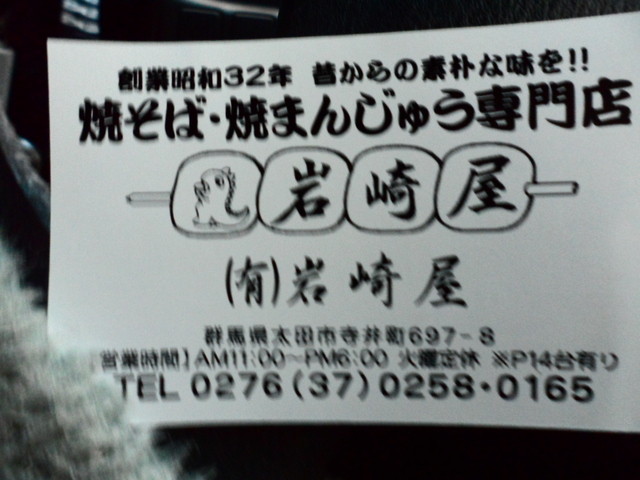 創業昭和32年 昔からの素朴な味を!!
焼そば・焼まんじゅう専門店
岩崎屋
(有)岩崎屋
群馬県太田市寺井町697-8
営業時間】AM11:00〜PM6:00 火曜定休 ※P14台有り
TEL 0276(37)0258・0165